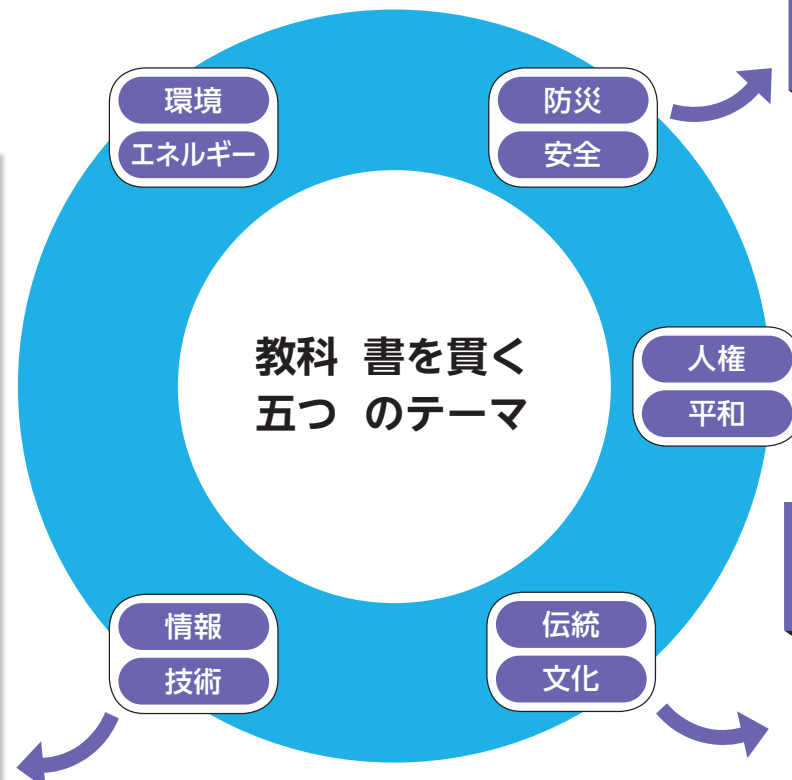 環境
エネルギー
防災
安全
教科 書を貫く
五つ のテーマ
人権
平和
情報
技術
伝統
文化